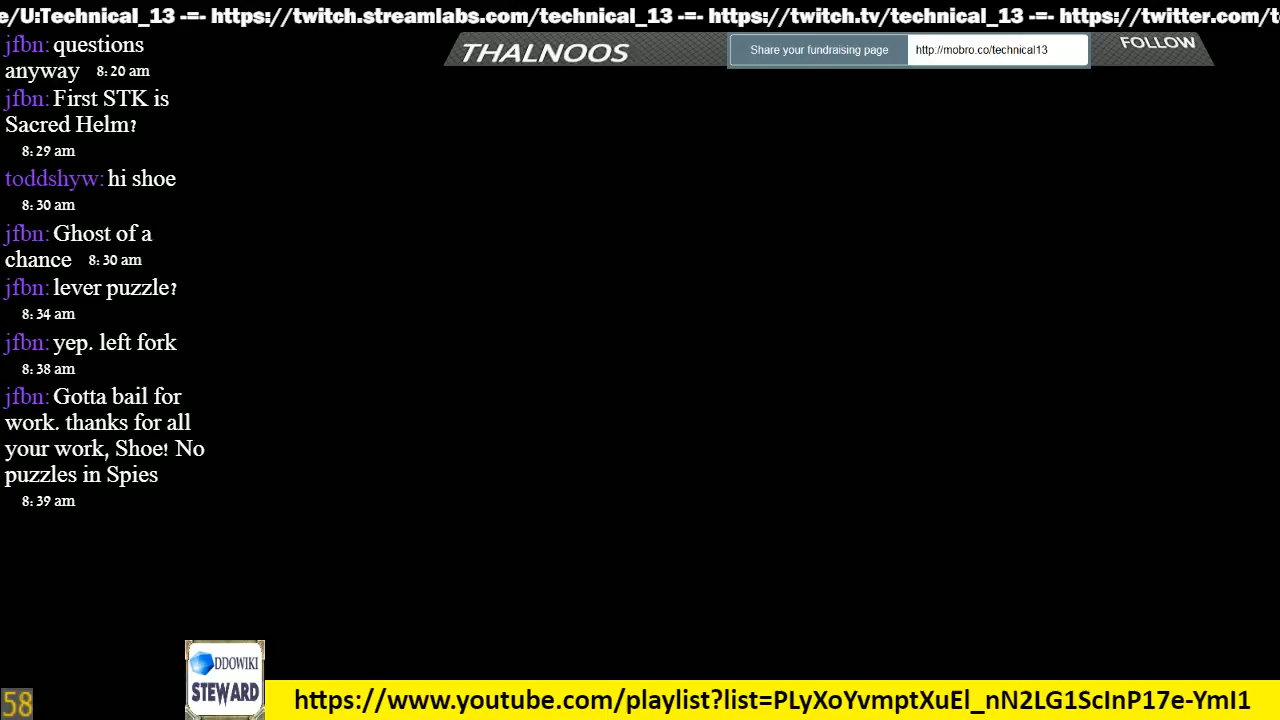 e/U:Technical_13 -=- https://twitch.streamlabs.com/technical_13 -=- https://twitch.tv/technical_13 -=- https://twitter.com/t
jfbn: questions
anyway 8:20 am
jfbn: First STK is
Sacred Helm?
8:29 am
toddshyw: hi shoe
8:30 am
jfbn: Ghost of a
chance 8:30 am
jfbn: lever puzzle?
8:34 am
jfbn: yep. left fork
8:38 am
jfbn: Gotta bail for
work. thanks for all
your work, Shoe! No
puzzles in Spies
8:39 am
THALNOOS
Share your fundraising page http://mobro.co/technical13
FOLLOW
DDOWIKI
STEWARD
58
https://www.youtube.com/playlist?list=PLyXoYvmptXuEl_nN2LG1ScInP17e-YmI1